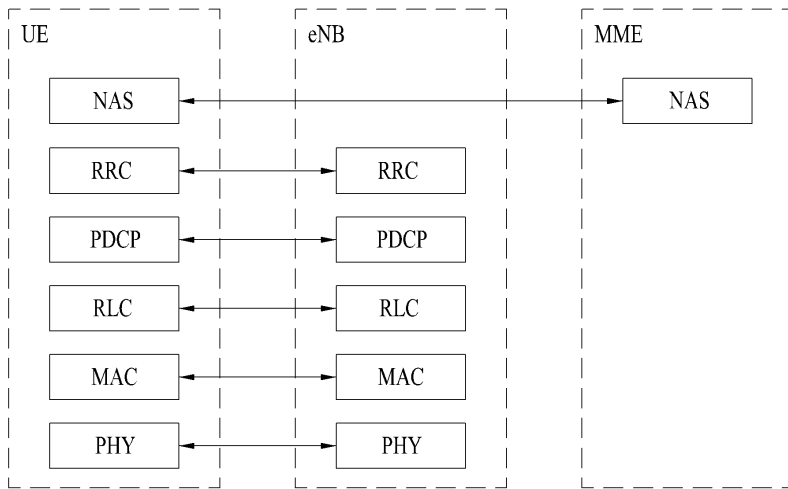 UE eNB MME
NAS NAS
RRC RRC
PDCP PDCP
RLC RLC
MAC MAC
PHY PHY